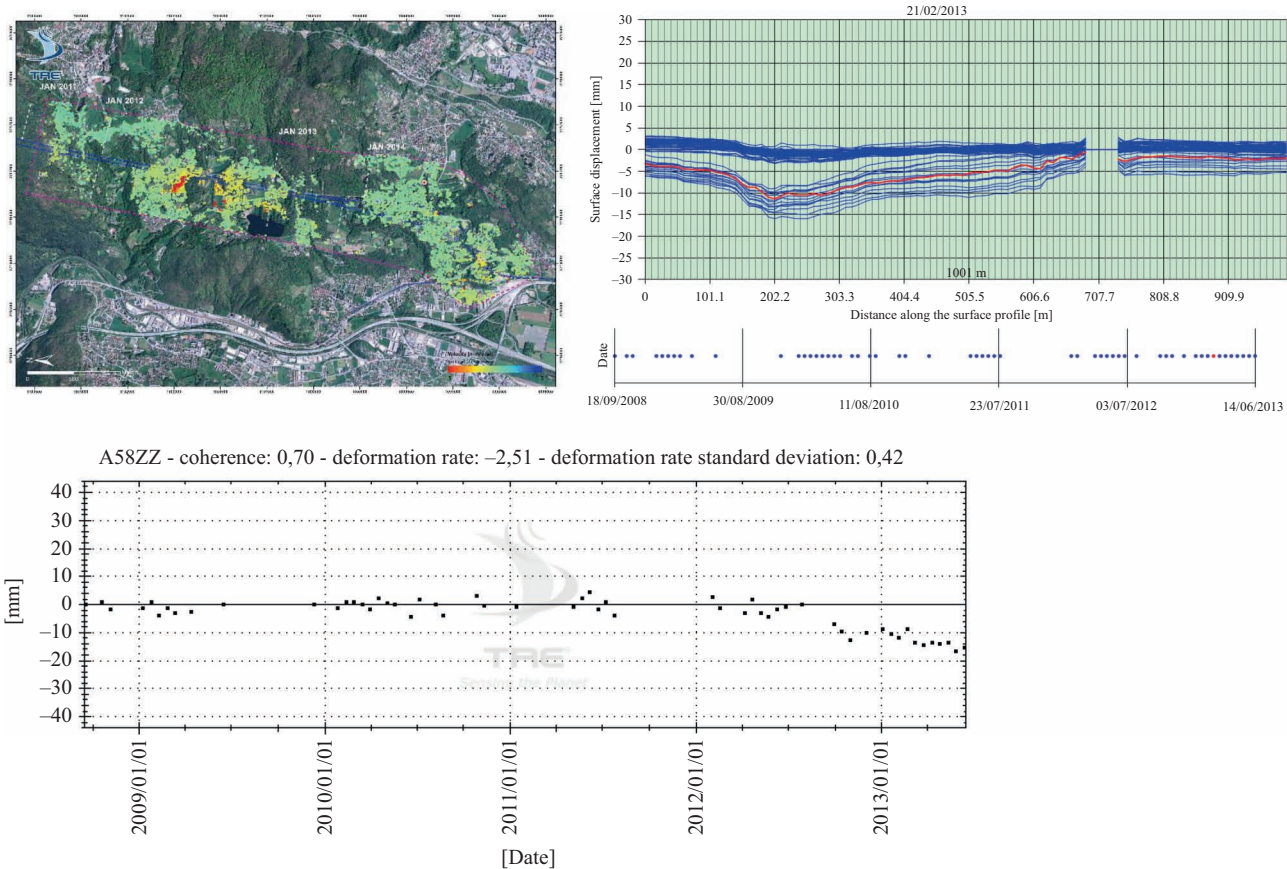 TRE
JAN 2011
JAN 2012
JAN 2013
JAN 2014
21/02/2013
Surface displacement [mm]
30
25
20
15
10
5
0
–5
–10
–15
–20
–25
–30
1001 m
0 101.1 202.2 303.3 404.4 505.5 606.6 707.7 808.8 909.9
Distance along the surface profile [m]
Date
18/09/2008 30/08/2009 11/08/2010 23/07/2011 03/07/2012 14/06/2013
A58ZZ - coherence: 0,70 - deformation rate: –2,51 - deformation rate standard deviation: 0,42
[mm]
40
30
20
10
0
–10
–20
–30
–40
TRE
Sensing the Planet
2009/01/01 2010/01/01 2011/01/01 2012/01/01 2013/01/01
[Date]